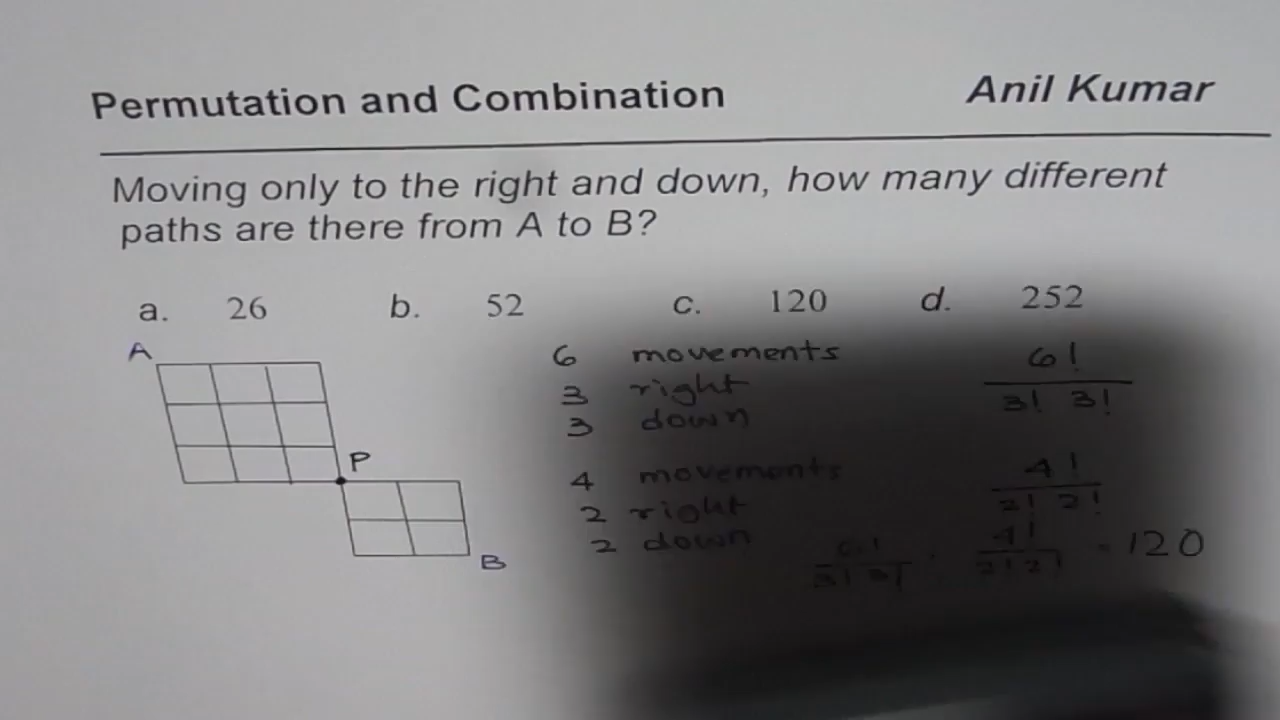 Permutation and Combination Anil Kumar
Moving only to the right and down, how many different
paths are there from A to B?
a. 26 b. 52 c. 120 d. 252
A
6 movements 6!
3 right 3! 3!
3 down
P
4 movements 4!
2 right 2! 2!
2 down
6! · 4! = 120
3! 3! 2! 2!
B